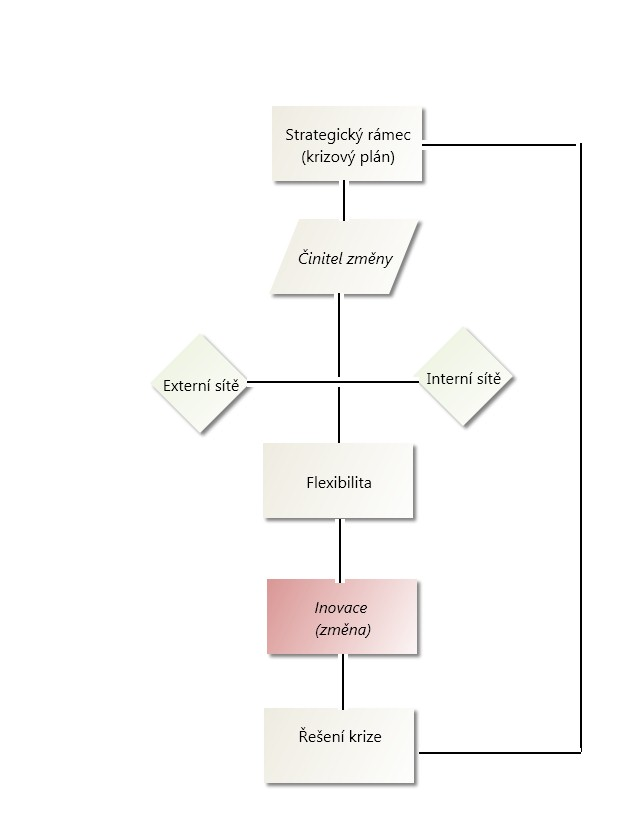 Strategický rámec
(krizový plán)
Činitel změny
Externí sítě
Interní sítě
Flexibilita
Inovace
(změna)
Řešení krize